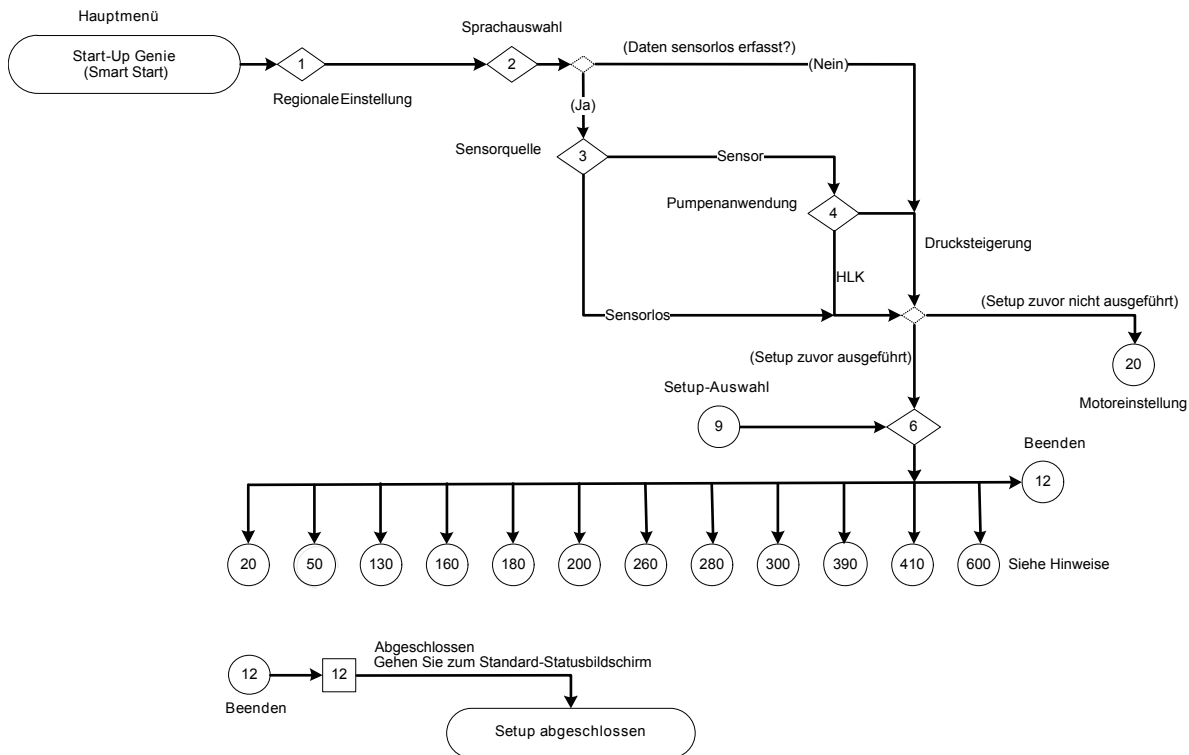 Hauptmenü
Start-Up Genie
(Smart Start)
1
Regionale Einstellung
Sprachauswahl
2
(Daten sensorlos erfasst?)
(Nein)
(Ja)
Sensorquelle
3
Sensor
Pumpenanwendung
4
Drucksteigerung
HLK
Sensorlos
(Setup zuvor nicht ausgeführt)
(Setup zuvor ausgeführt)
20
Motoreinstellung
Setup-Auswahl
9
6
Beenden
12
20
50
130
160
180
200
260
280
300
390
410
600
Siehe Hinweise
12
Beenden
12
Abgeschlossen
Gehen Sie zum Standard-Statusbildschirm
Setup abgeschlossen